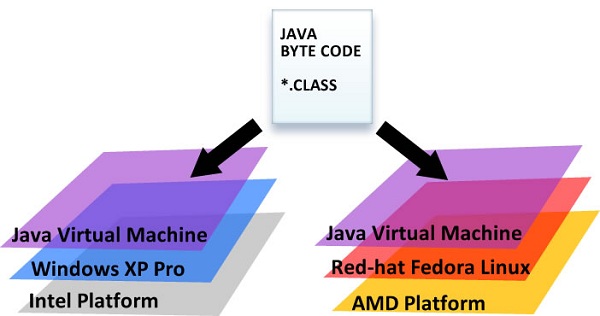 JAVA
BYTE CODE
*.CLASS
Java Virtual Machine
Windows XP Pro
Intel Platform
Java Virtual Machine
Red-hat Fedora Linux
AMD Platform